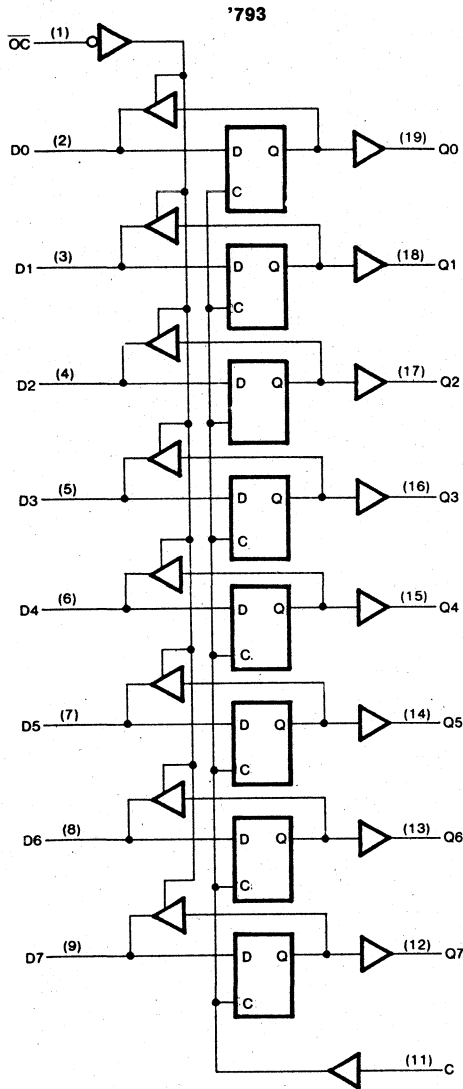 '793
OC (1)
D0 (2) D Q (19) Q0
C
D1 (3) D Q (18) Q1
C
D2 (4) D Q (17) Q2
C
D3 (5) D Q (16) Q3
C
D4 (6) D Q (15) Q4
C
D5 (7) D Q (14) Q5
C
D6 (8) D Q (13) Q6
C
D7 (9) D Q (12) Q7
C
(11) C